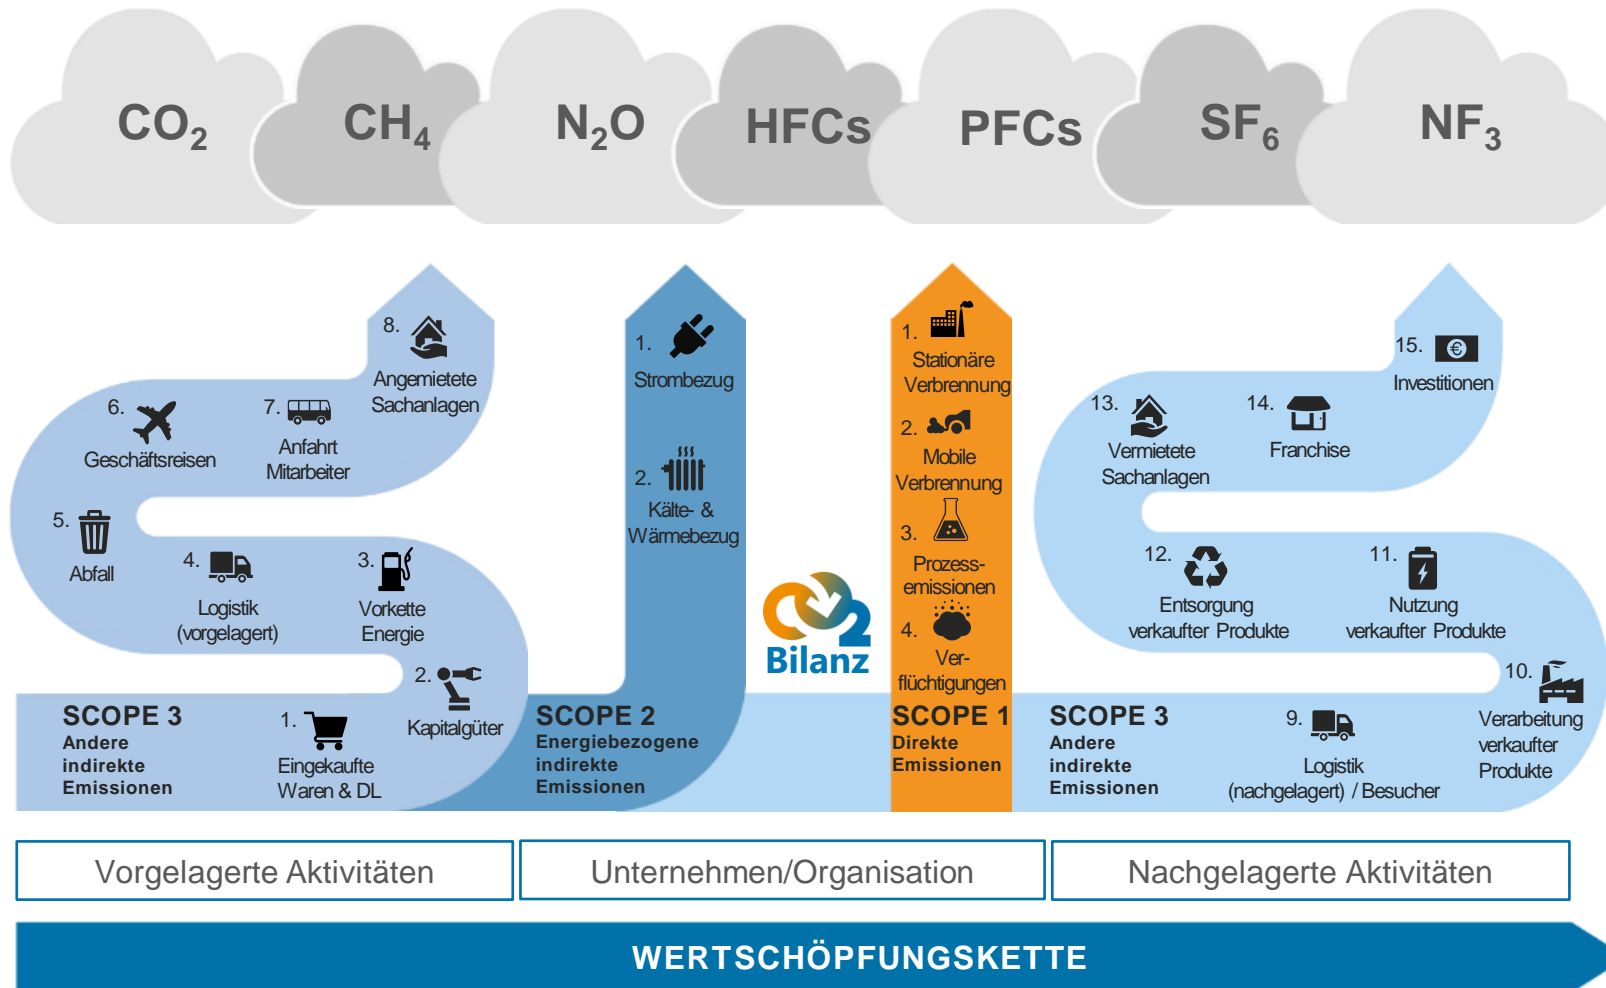 CO₂ CH₄ N₂O HFCs PFCs SF₆ NF₃
8.
Angemietete
Sachanlagen
6.
Geschäftsreisen
7.
Anfahrt
Mitarbeiter
5.
Abfall
4.
Logistik
(vorgelagert)
3.
Vorkette
Energie
2.
Kapitalgüter
1.
Eingekaufte
Waren & DL
SCOPE 3
Andere
indirekte
Emissionen
1.
Strombezug
2.
Kälte- &
Wärmebezug
SCOPE 2
Energiebezogene
indirekte
Emissionen
CO2
Bilanz
1.
Stationäre
Verbrennung
2.
Mobile
Verbrennung
3.
Prozess-
emissionen
4.
Ver-
flüchtigungen
SCOPE 1
Direkte
Emissionen
15.
€
Investitionen
13.
Vermietete
Sachanlagen
14.
Franchise
12.
Entsorgung
verkaufter Produkte
11.
Nutzung
verkaufter Produkte
10.
Verarbeitung
verkaufter
Produkte
9.
Logistik
(nachgelagert) / Besucher
SCOPE 3
Andere
indirekte
Emissionen
Vorgelagerte Aktivitäten
Unternehmen/Organisation
Nachgelagerte Aktivitäten
WERTSCHÖPFUNGSKETTE